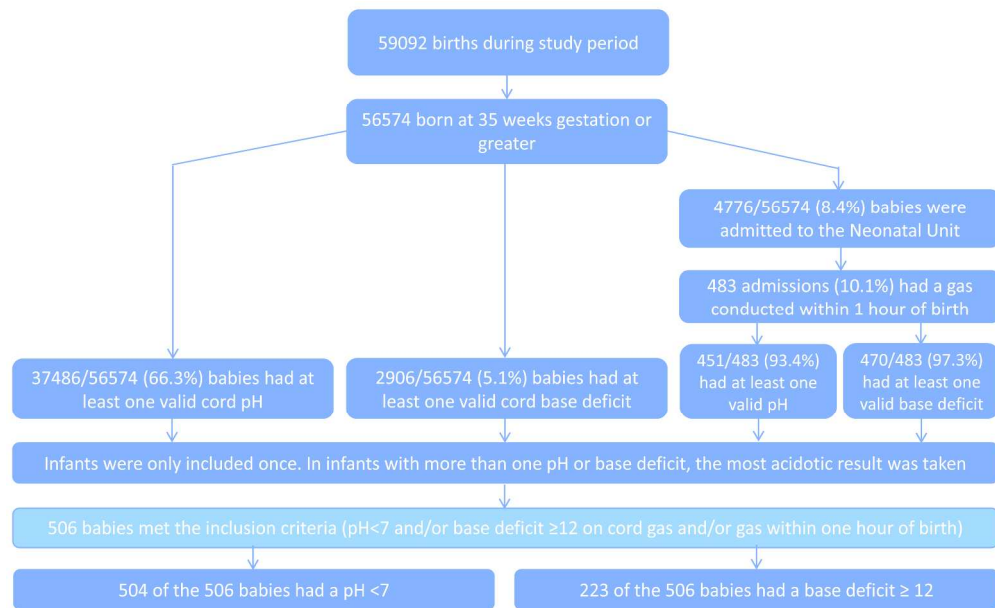 59092 births during study period
56574 born at 35 weeks gestation or
greater
4776/56574 (8.4%) babies were
admitted to the Neonatal Unit
483 admissions (10.1%) had a gas
conducted within 1 hour of birth
37486/56574 (66.3%) babies had at
least one valid cord pH
2906/56574 (5.1%) babies had at
least one valid cord base deficit
451/483 (93.4%)
had at least one
valid pH
470/483 (97.3%)
had at least one
valid base deficit
Infants were only included once. In infants with more than one pH or base deficit, the most acidotic result was taken
506 babies met the inclusion criteria (pH<7 and/or base deficit ≥12 on cord gas and/or gas within one hour of birth)
504 of the 506 babies had a pH <7
223 of the 506 babies had a base deficit ≥ 12